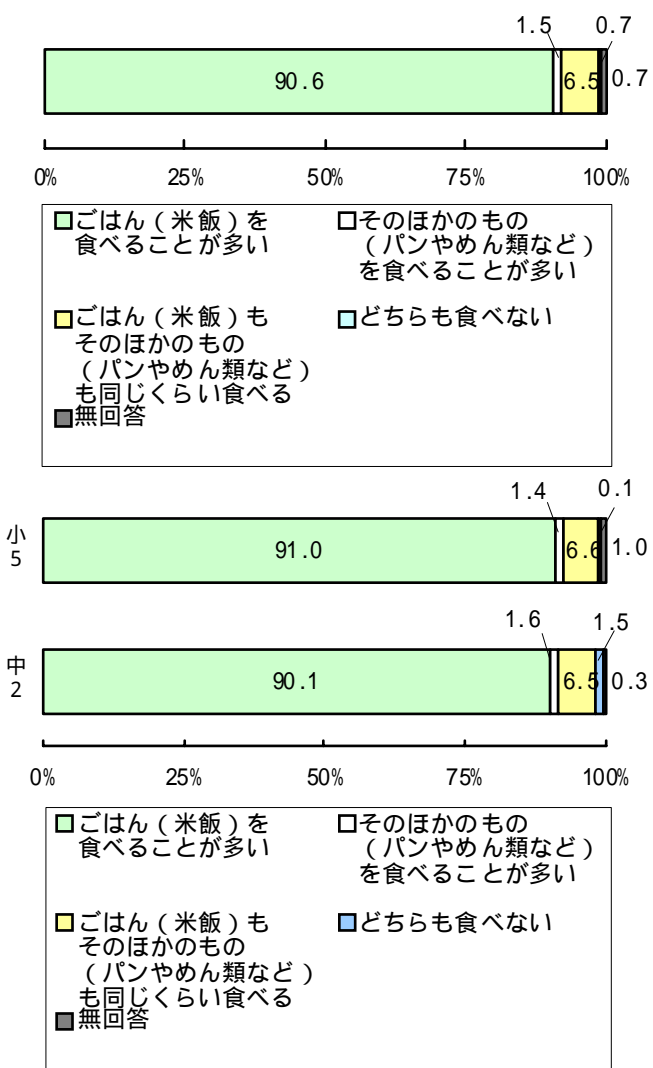 1.5 0.7
90.6 6.5 0.7
0% 25% 50% 75% 100%
ごはん（米飯）を
食べることが多い
そのほかのもの
（パンやめん類など）
を食べることが多い
ごはん（米飯）も
そのほかのもの
（パンやめん類など）
も同じくらい食べる
どちらも食べない
無回答
1.4 0.1
小
5
91.0 6.6 1.0
1.6 1.5
中
2
90.1 6.5 0.3
0% 25% 50% 75% 100%
ごはん（米飯）を
食べることが多い
そのほかのもの
（パンやめん類など）
を食べることが多い
ごはん（米飯）も
そのほかのもの
（パンやめん類など）
も同じくらい食べる
どちらも食べない
無回答